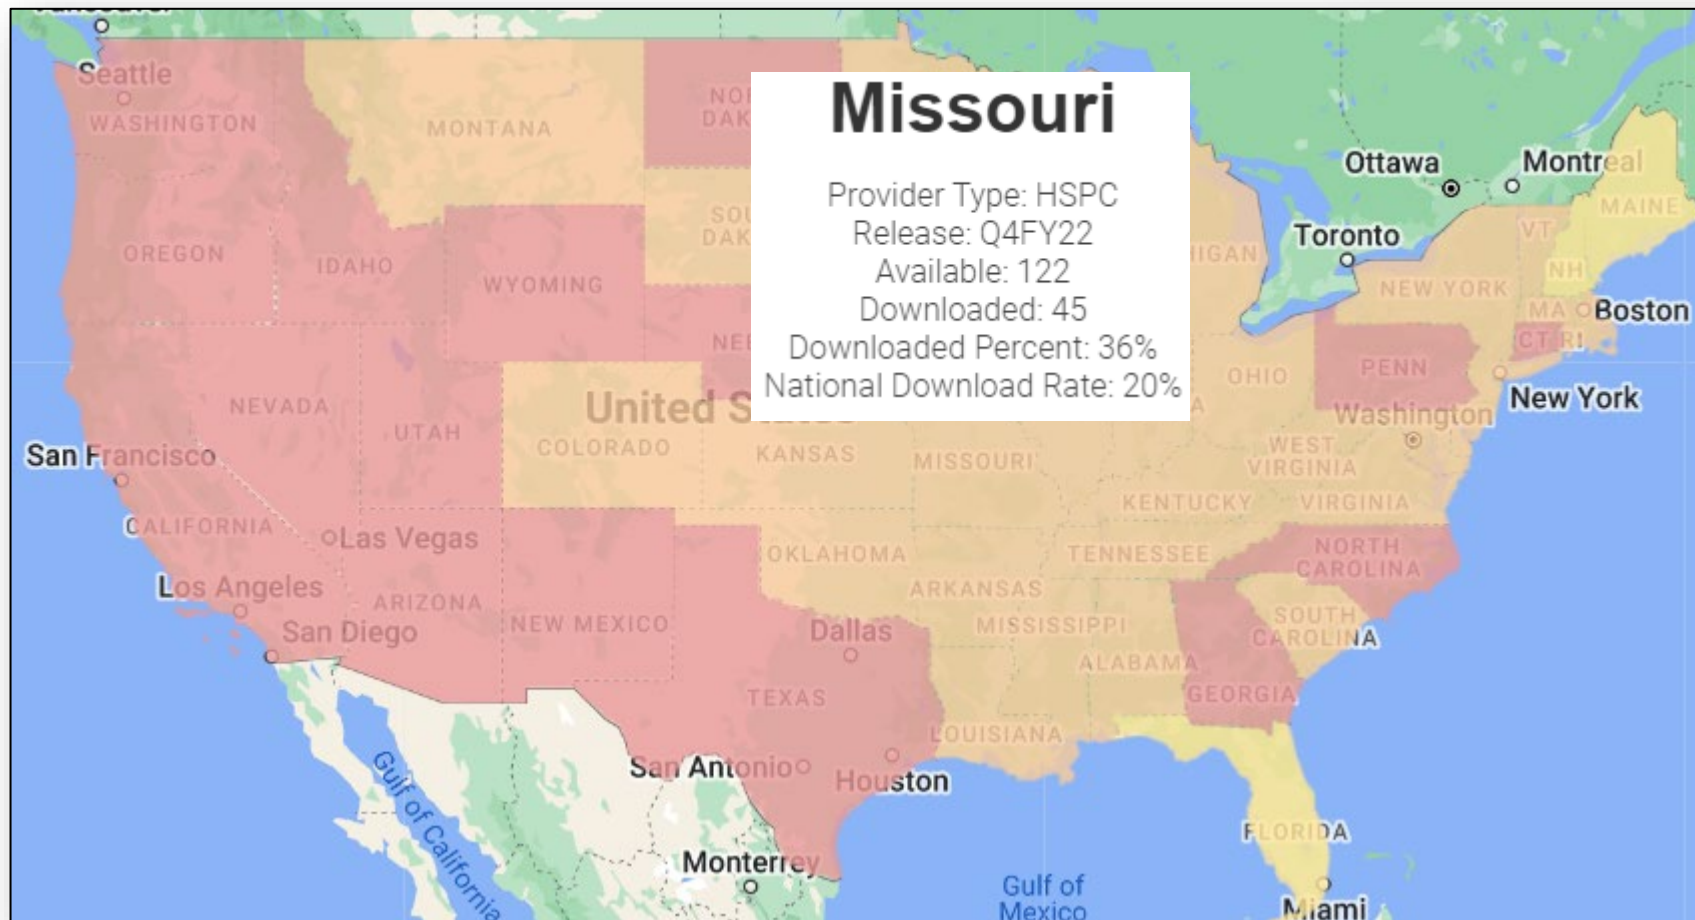 Seattle
WASHINGTON
MONTANA
OREGON
IDAHO
WYOMING
NEVADA
UTAH
COLORADO
United
KANSAS
MISSOURI
San Francisco
CALIFORNIA
Las Vegas
Los Angeles
ARIZONA
San Diego
NEW MEXICO
OKLAHOMA
ARKANSAS
TENNESSEE
KENTUCKY
MISSISSIPPI
ALABAMA
GEORGIA
LOUISIANA
Dallas
TEXAS
San Antonio
Houston
Missouri
Provider Type: HSPC
Release: Q4FY22
Available: 122
Downloaded: 45
Downloaded Percent: 36%
National Download Rate: 20%
Ottawa
Montreal
MAINE
Toronto
VT
NH
NEW YORK
MA
Boston
CT RI
OHIO
PENN
New York
Washington
WEST
VIRGINIA
VIRGINIA
NORTH
CAROLINA
SOUTH
CAROLINA
FLORIDA
Miami
Gulf of
Mexico
Gulf of California
Monterrey